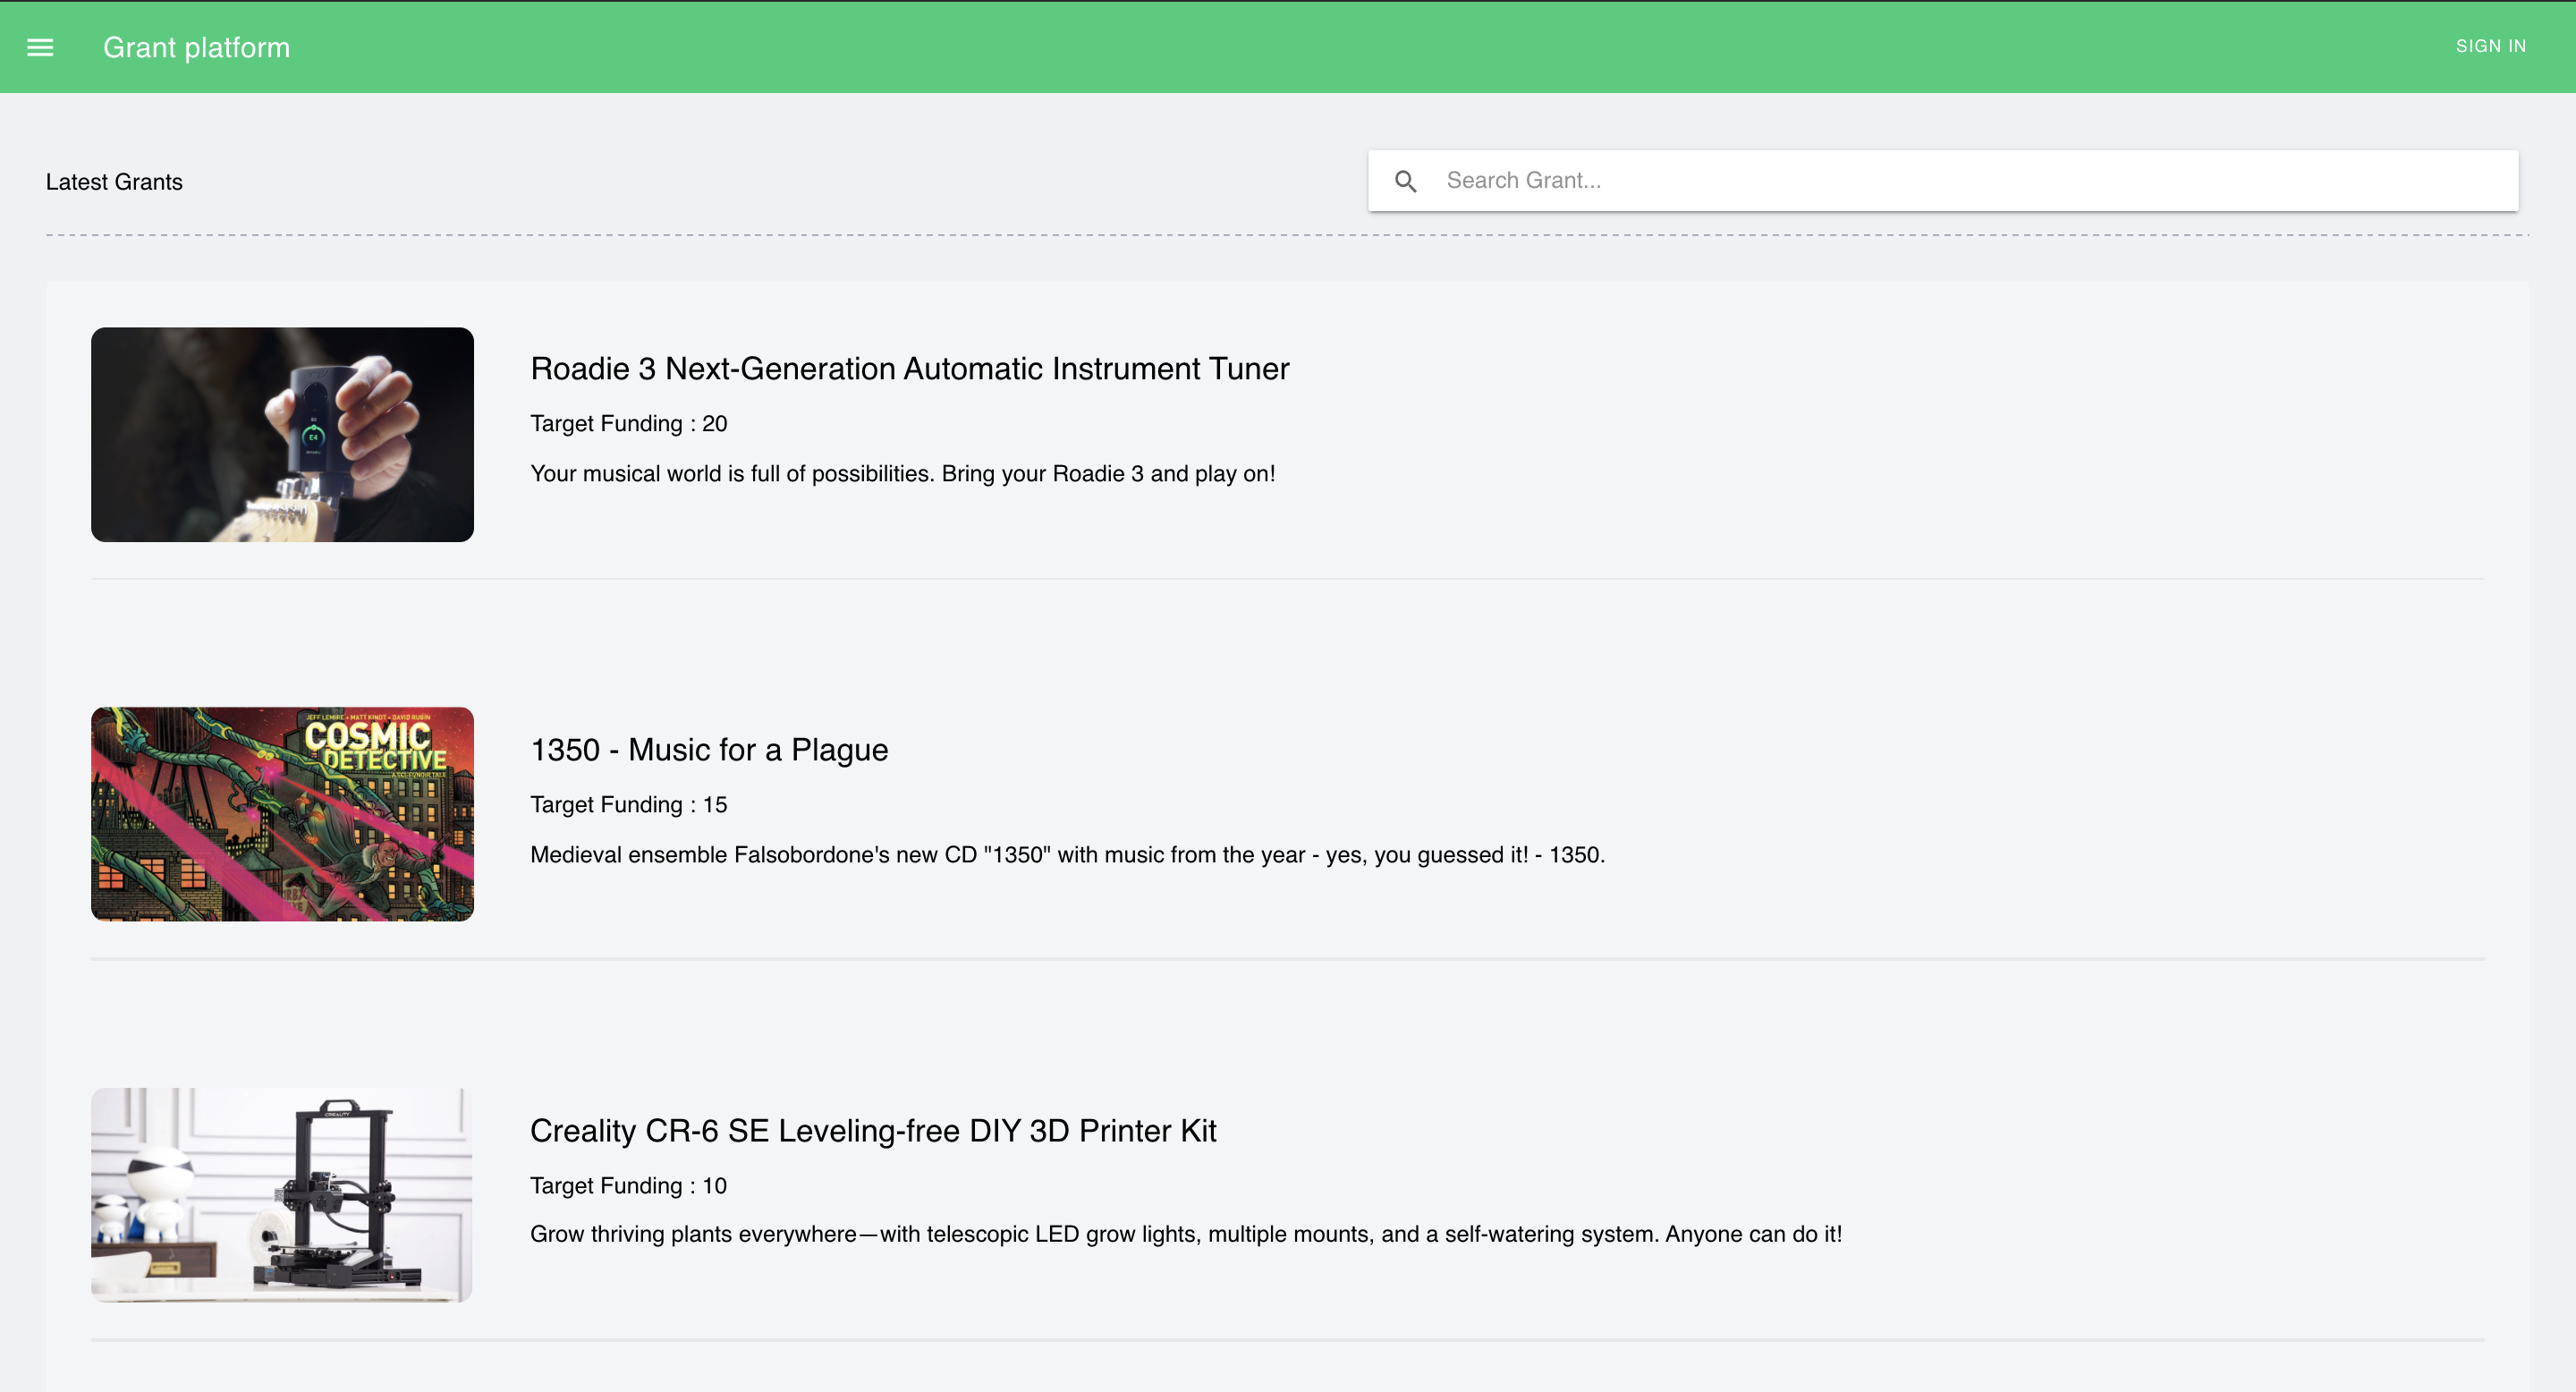 Grant platform
SIGN IN
Latest Grants
Search Grant...
E4
Roadie 3 Next-Generation Automatic Instrument Tuner
Target Funding : 20
Your musical world is full of possibilities. Bring your Roadie 3 and play on!
JEFF LEMIRE • MATT KINDT • DAVID RUBÍN
COSMIC
DETECTIVE
1350 - Music for a Plague
Target Funding : 15
Medieval ensemble Falsobordone's new CD "1350" with music from the year - yes, you guessed it! - 1350.
CREALITY
Creality CR-6 SE Leveling-free DIY 3D Printer Kit
Target Funding : 10
Grow thriving plants everywhere—with telescopic LED grow lights, multiple mounts, and a self-watering system. Anyone can do it!